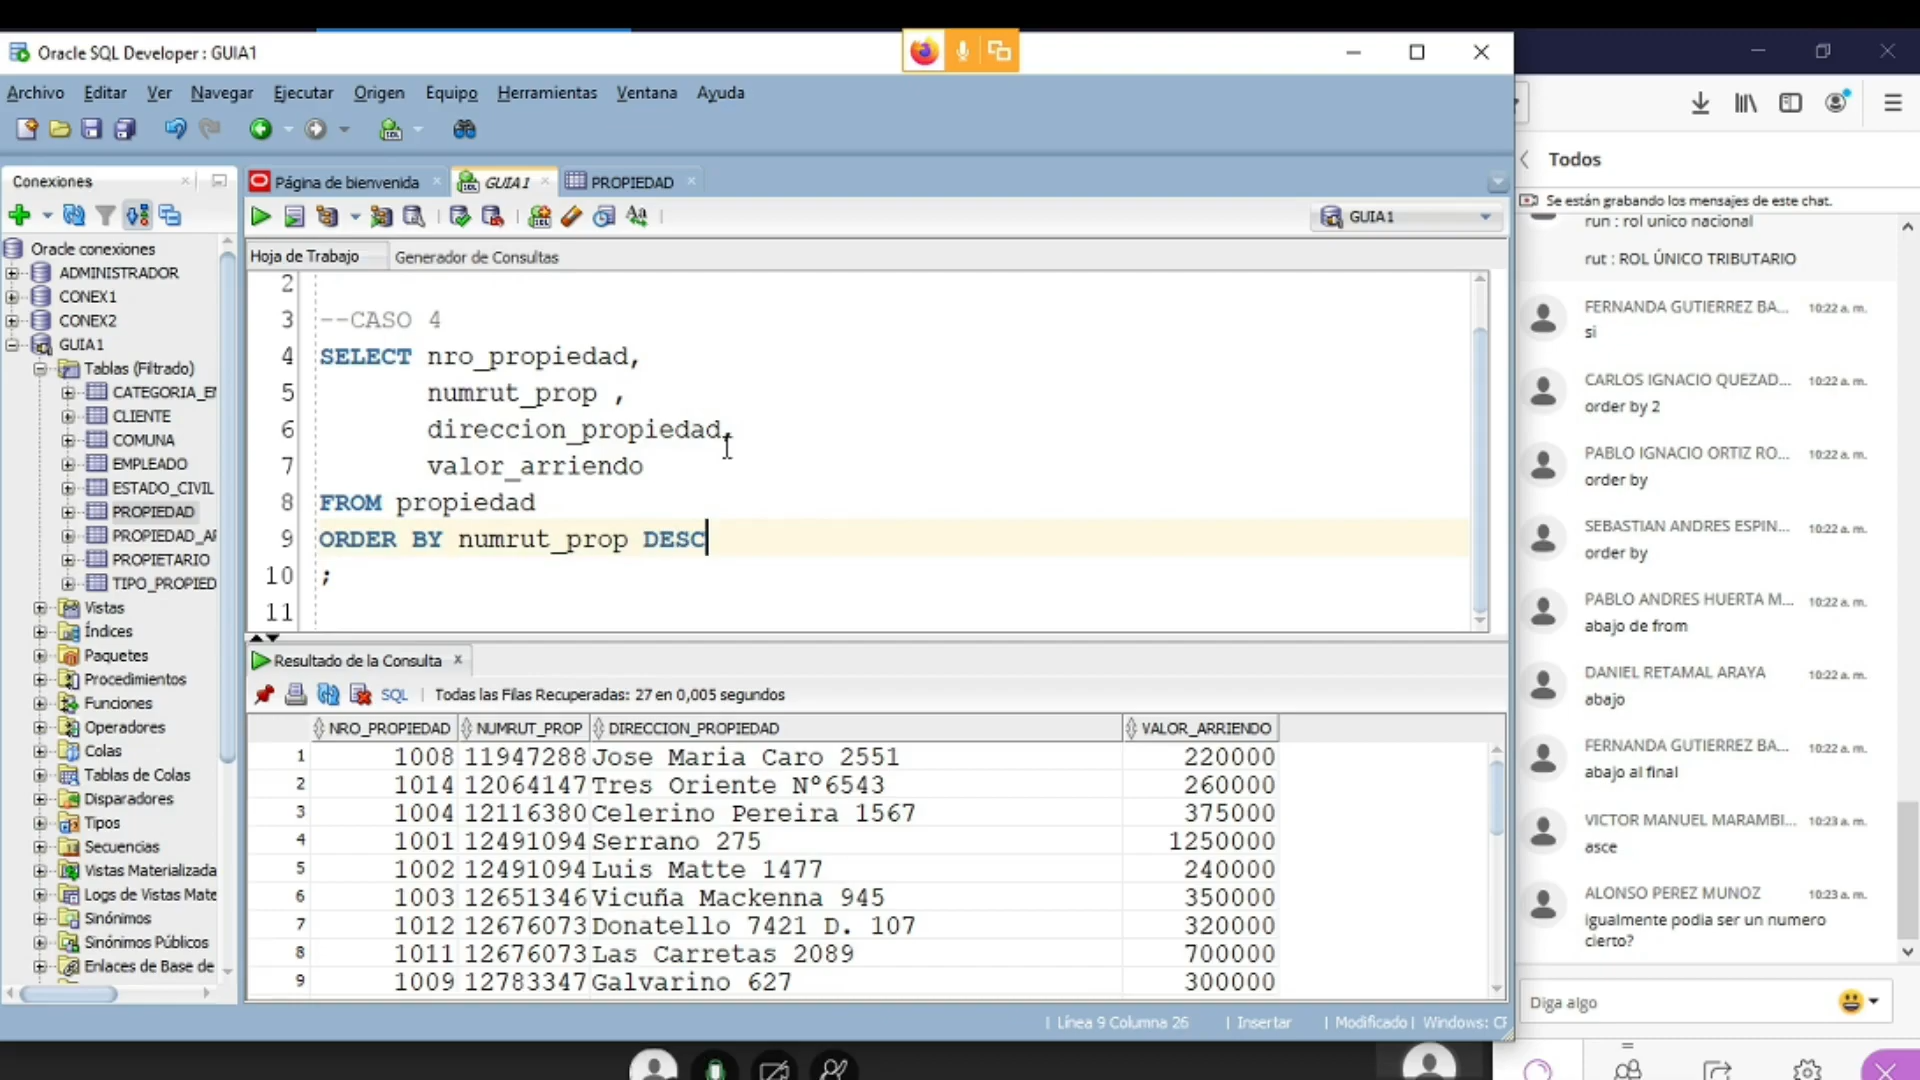 Oracle SQL Developer : GUIA1
Archivo Editar Ver Navegar Ejecutar Origen Equipo Herramientas Ventana Ayuda
Conexiones
Oracle conexiones
ADMINISTRADOR
CONEX1
CONEX2
GUIA1
Tablas (Filtrado)
CATEGORIA_EM
CLIENTE
COMUNA
EMPLEADO
ESTADO_CIVIL
PROPIEDAD
PROPIEDAD_AR
PROPIETARIO
TIPO_PROPIED
Vistas
Índices
Paquetes
Procedimientos
Funciones
Operadores
Colas
Tablas de Colas
Disparadores
Tipos
Secuencias
Vistas Materializada
Logs de Vistas Mate
Sinónimos
Sinónimos Públicos
Enlaces de Base de
Página de bienvenida GUIA1 PROPIEDAD
GUIA1
Hoja de Trabajo Generador de Consultas
2
3 --CASO 4
4 SELECT nro_propiedad,
5 numrut_prop ,
6 direccion_propiedad,
7 valor_arriendo
8 FROM propiedad
9 ORDER BY numrut_prop DESC
10 ;
11
Resultado de la Consulta
SQL | Todas las Filas Recuperadas: 27 en 0,005 segundos
NRO_PROPIEDAD NUMRUT_PROP DIRECCION_PROPIEDAD VALOR_ARRIENDO
1 1008 11947288 Jose Maria Caro 2551 220000
2 1014 12064147 Tres Oriente N°6543 260000
3 1004 12116380 Celerino Pereira 1567 375000
4 1001 12491094 Serrano 275 1250000
5 1002 12491094 Luis Matte 1477 240000
6 1003 12651346 Vicuña Mackenna 945 350000
7 1012 12676073 Donatello 7421 D. 107 320000
8 1011 12676073 Las Carretas 2089 700000
9 1009 12783347 Galvarino 627 300000
| Línea 9 Columna 26 | Insertar | Modificado | Windows: CR
Todos
Se están grabando los mensajes de este chat.
run : rol unico nacional
rut : ROL ÚNICO TRIBUTARIO
FERNANDA GUTIERREZ BA... 10:22 a. m.
si
CARLOS IGNACIO QUEZAD... 10:22 a. m.
order by 2
PABLO IGNACIO ORTIZ RO... 10:22 a. m.
order by
SEBASTIAN ANDRES ESPIN... 10:22 a. m.
order by
PABLO ANDRES HUERTA M... 10:22 a. m.
abajo de from
DANIEL RETAMAL ARAYA 10:22 a. m.
abajo
FERNANDA GUTIERREZ BA... 10:22 a. m.
abajo al final
VICTOR MANUEL MARAMBI... 10:23 a. m.
asce
ALONSO PEREZ MUNOZ 10:23 a. m.
igualmente podia ser un numero
cierto?
Diga algo